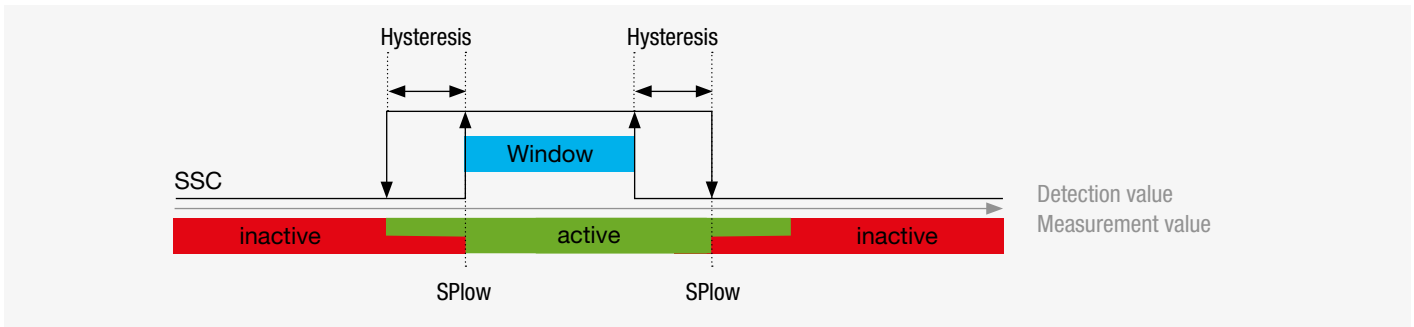 Hysteresis Hysteresis
Window
SSC
Detection value
Measurement value
inactive active inactive
SPlow SPlow